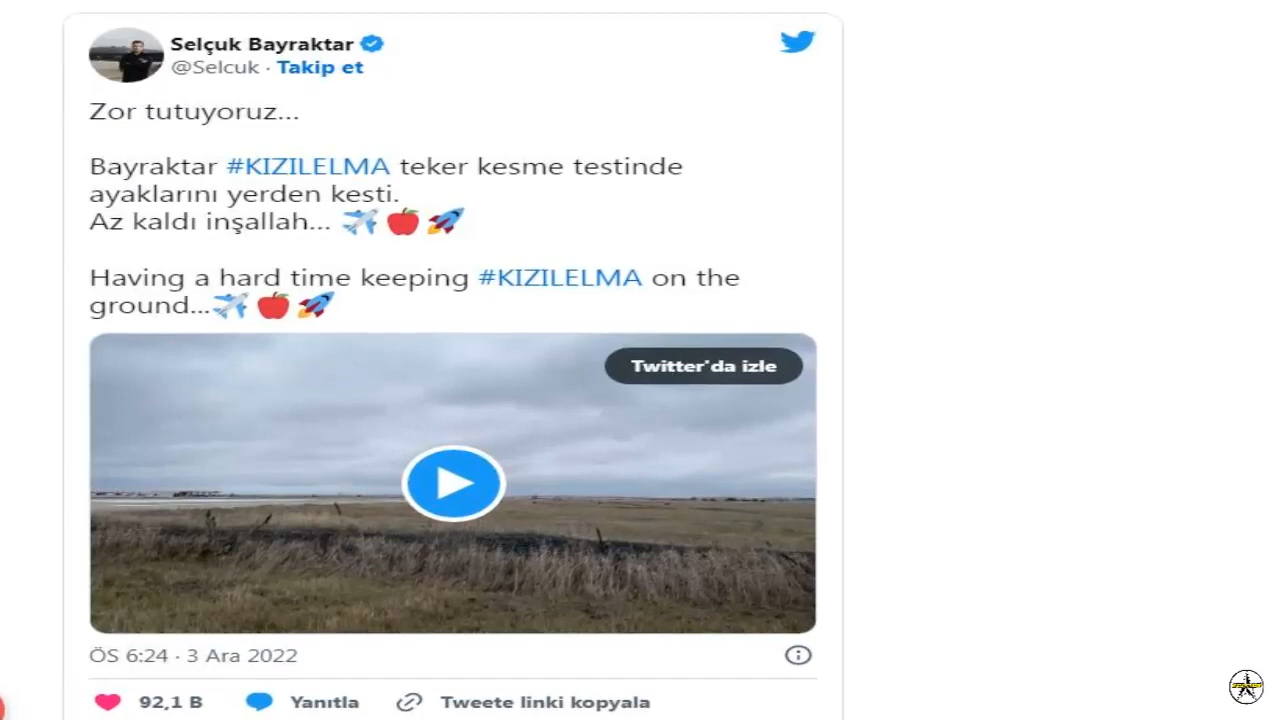 Selçuk Bayraktar
@Selcuk · Takip et
Zor tutuyoruz...
Bayraktar #KIZILELMA teker kesme testinde
ayaklarını yerden kesti.
Az kaldı inşallah... ✈️🍎🚀
Having a hard time keeping #KIZILELMA on the
ground...✈️🍎🚀
Twitter'da izle
ÖS 6:24 · 3 Ara 2022
92,1 B Yanıtla Tweete linki kopyala